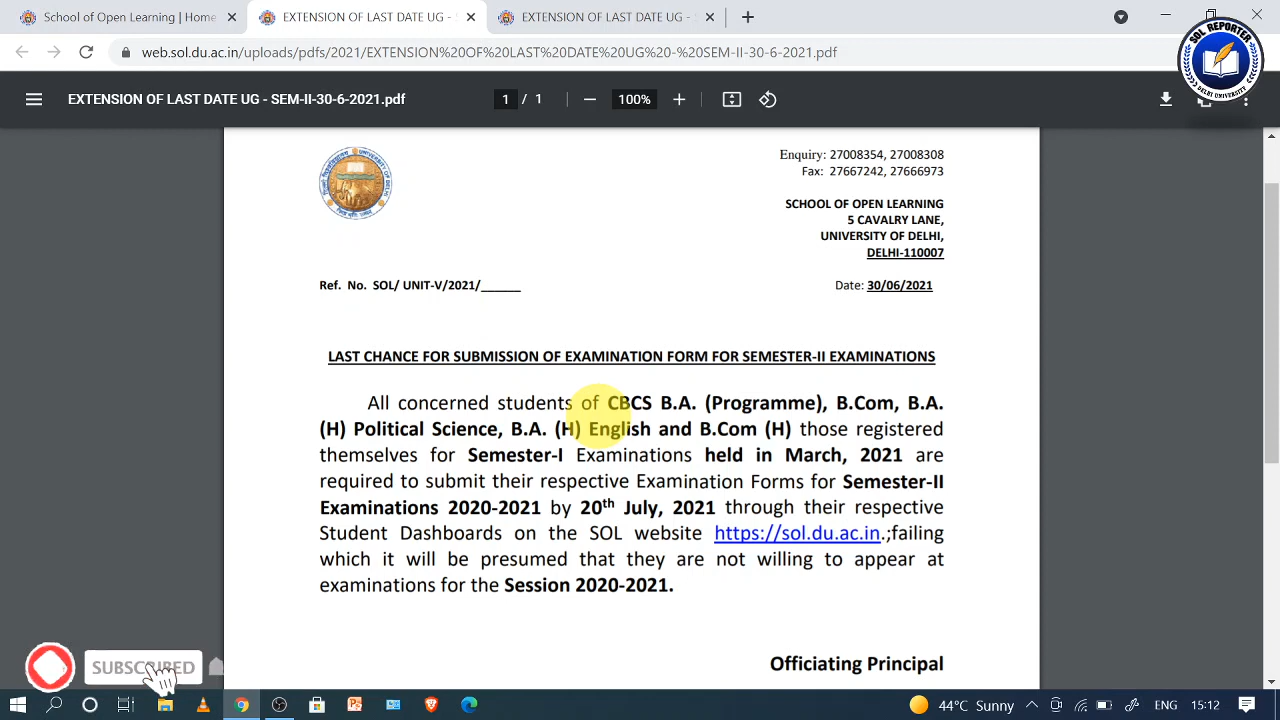 School of Open Learning | Home
EXTENSION OF LAST DATE UG -
EXTENSION OF LAST DATE UG -
web.sol.du.ac.in/uploads/pdfs/2021/EXTENSION%20OF%20LAST%20DATE%20UG%20-%20SEM-II-30-6-2021.pdf
SOL REPORTER
DELHI UNIVERSITY
EXTENSION OF LAST DATE UG - SEM-II-30-6-2021.pdf
1 / 1
100%
Enquiry: 27008354, 27008308
Fax: 27667242, 27666973
SCHOOL OF OPEN LEARNING
5 CAVALRY LANE,
UNIVERSITY OF DELHI,
DELHI-110007
Ref. No. SOL/ UNIT-V/2021/______
Date: 30/06/2021
LAST CHANCE FOR SUBMISSION OF EXAMINATION FORM FOR SEMESTER-II EXAMINATIONS
All concerned students of CBCS B.A. (Programme), B.Com, B.A.
(H) Political Science, B.A. (H) English and B.Com (H) those registered
themselves for Semester-I Examinations held in March, 2021 are
required to submit their respective Examination Forms for Semester-II
Examinations 2020-2021 by 20th July, 2021 through their respective
Student Dashboards on the SOL website https://sol.du.ac.in.;failing
which it will be presumed that they are not willing to appear at
examinations for the Session 2020-2021.
Officiating Principal
SUBSCRIBED
44°C Sunny
ENG
15:12